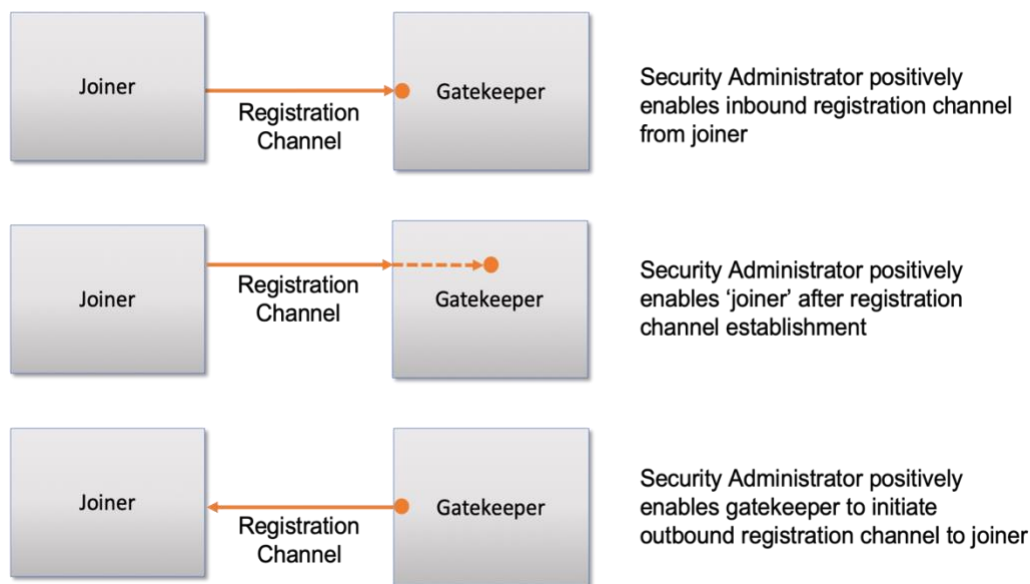 Joiner
Registration
Channel
Gatekeeper
Security Administrator positively
enables inbound registration channel
from joiner
Joiner
Registration
Channel
Gatekeeper
Security Administrator positively
enables ‘joiner’ after registration
channel establishment
Joiner
Registration
Channel
Gatekeeper
Security Administrator positively
enables gatekeeper to initiate
outbound registration channel to joiner